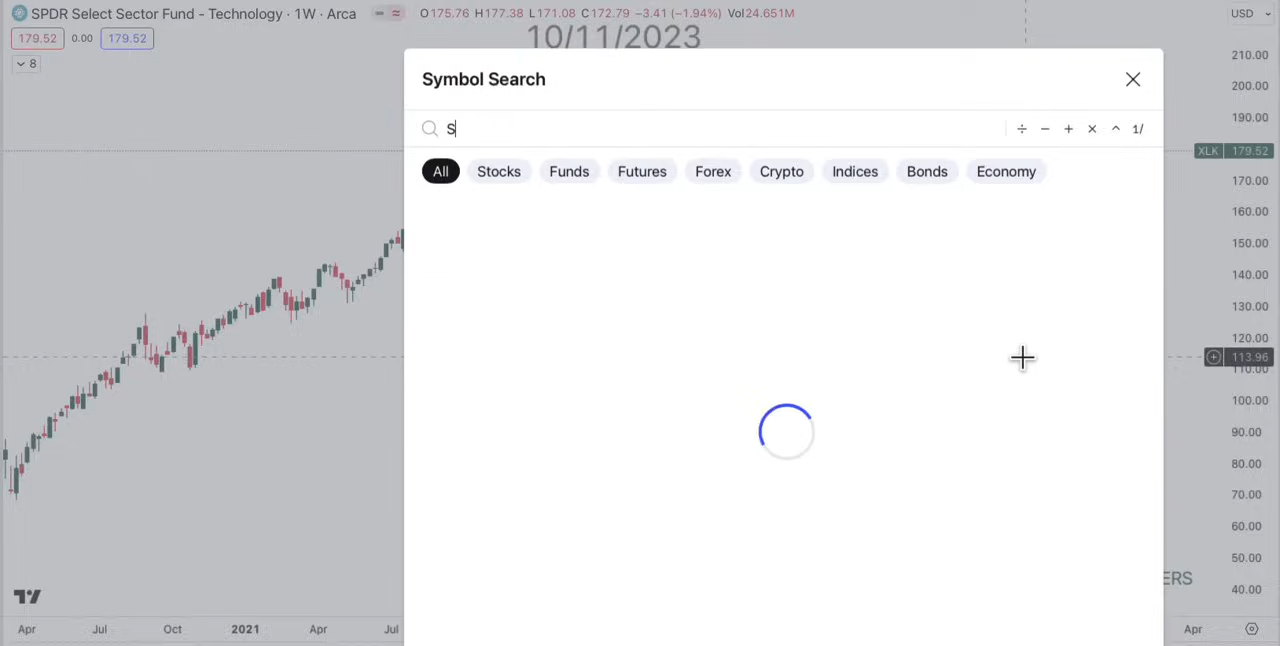 SPDR Select Sector Fund - Technology · 1W · Arca
O175.76 H177.38 L171.08 C172.79 −3.41 (−1.94%) Vol24.651M
USD
179.52 0.00 179.52
10/11/2023
8
Symbol Search
S
÷ − + × ^ 1/
All Stocks Funds Futures Forex Crypto Indices Bonds Economy
210.00
200.00
190.00
XLK 179.52
170.00
160.00
150.00
140.00
130.00
120.00
113.96
110.00
100.00
90.00
80.00
70.00
60.00
50.00
ERS
40.00
Apr Jul Oct 2021 Apr Jul Apr